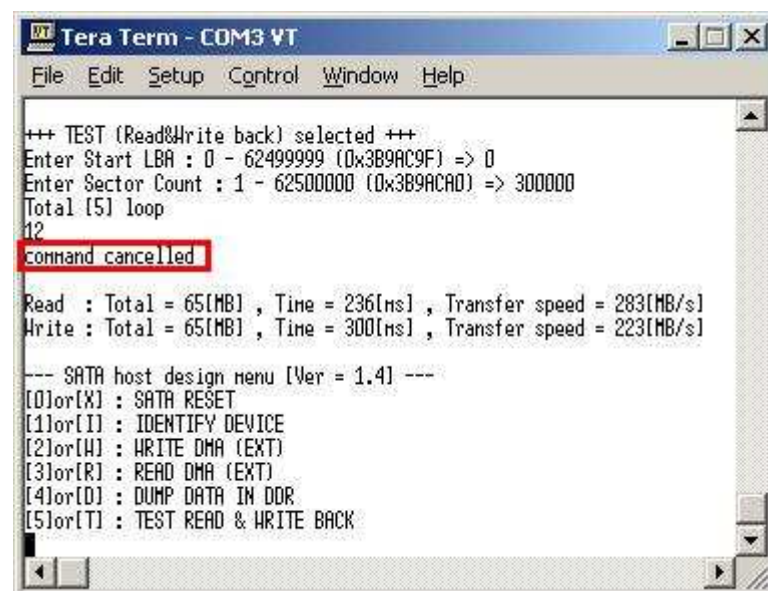 Tera Term - COM3 VT
File Edit Setup Control Window Help
+++ TEST (Read&Write back) selected +++
Enter Start LBA : 0 - 62499999 (0x3B9AC9F) => 0
Enter Sector Count : 1 - 62500000 (0x3B9ACA0) => 300000
Total [5] loop
12
command cancelled
Read : Total = 65[MB] , Time = 236[ms] , Transfer speed = 283[MB/s]
Write : Total = 65[MB] , Time = 300[ms] , Transfer speed = 223[MB/s]
--- SATA host design menu [Ver = 1.4] ---
[0]or[X] : SATA RESET
[1]or[I] : IDENTIFY DEVICE
[2]or[W] : WRITE DMA (EXT)
[3]or[R] : READ DMA (EXT)
[4]or[D] : DUMP DATA IN DDR
[5]or[T] : TEST READ & WRITE BACK